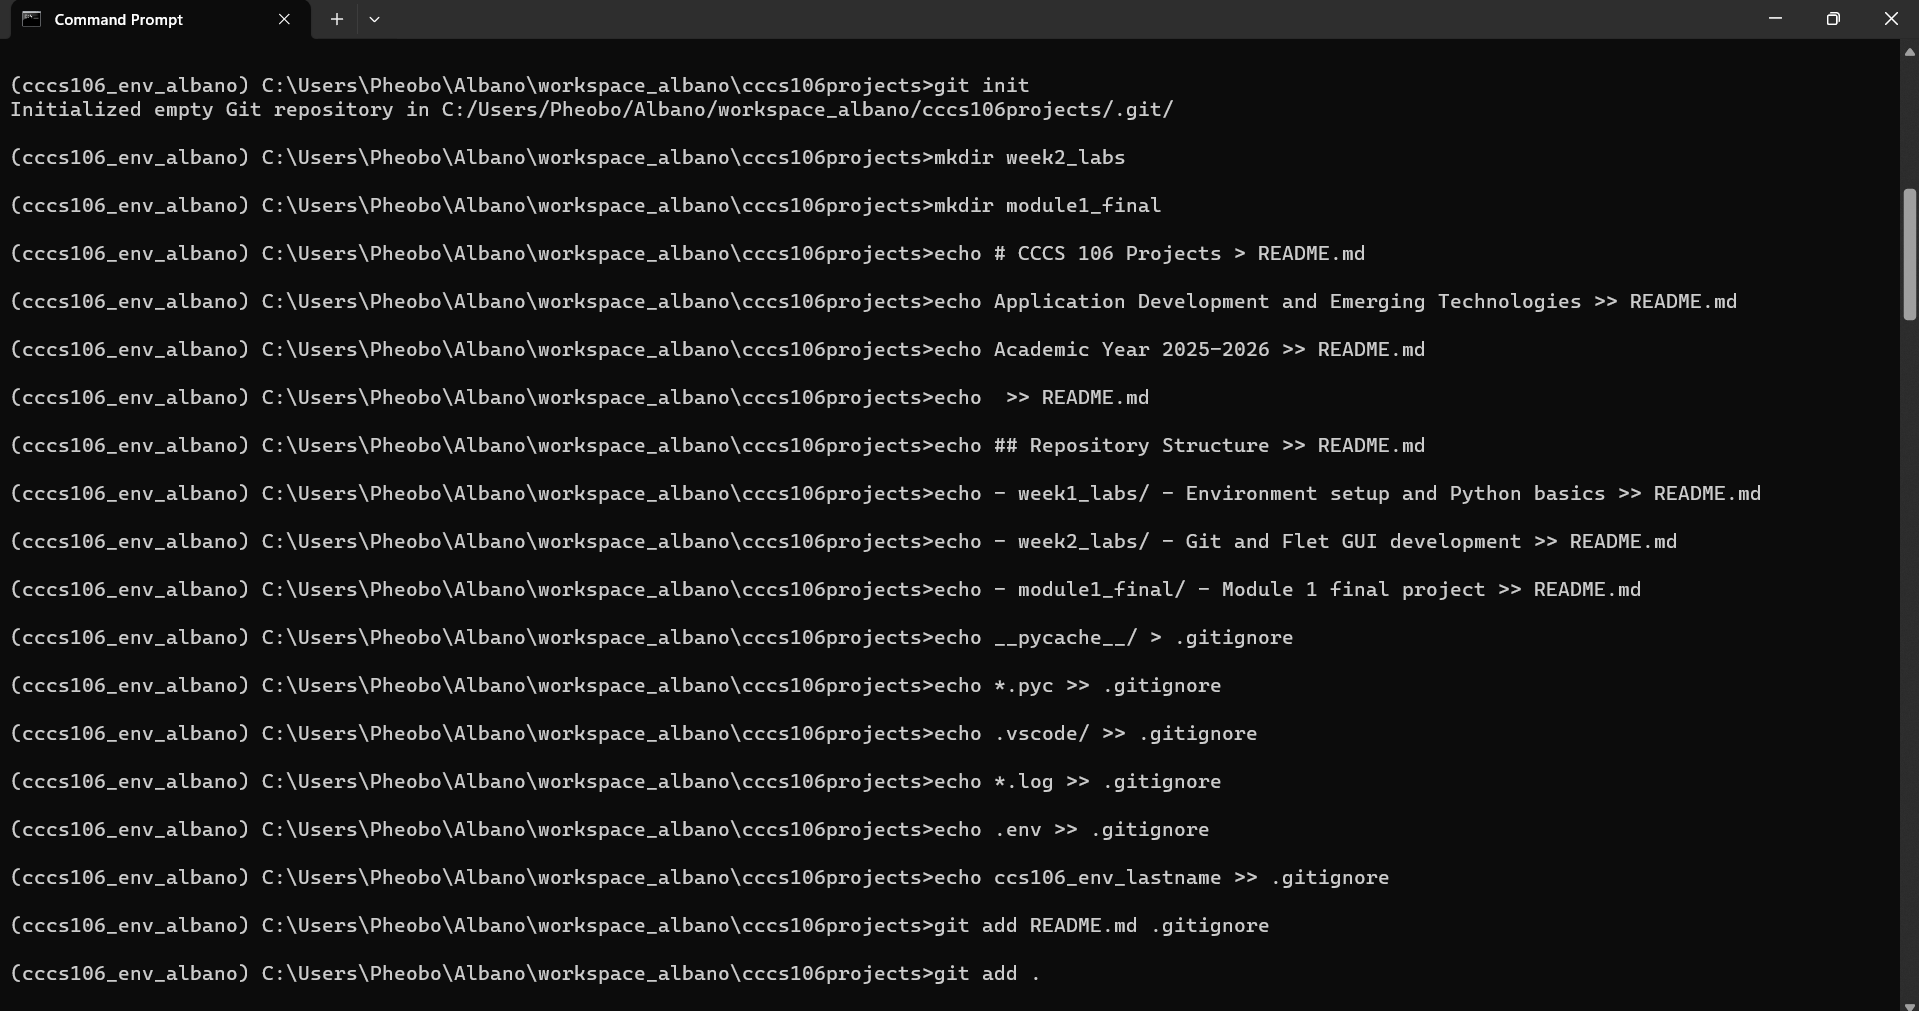 Command Prompt
(cccs106_env_albano) C:\Users\Pheobo\Albano\workspace_albano\cccs106projects>git init
Initialized empty Git repository in C:/Users/Pheobo/Albano/workspace_albano/cccs106projects/.git/
(cccs106_env_albano) C:\Users\Pheobo\Albano\workspace_albano\cccs106projects>mkdir week2_labs
(cccs106_env_albano) C:\Users\Pheobo\Albano\workspace_albano\cccs106projects>mkdir module1_final
(cccs106_env_albano) C:\Users\Pheobo\Albano\workspace_albano\cccs106projects>echo # CCCS 106 Projects > README.md
(cccs106_env_albano) C:\Users\Pheobo\Albano\workspace_albano\cccs106projects>echo Application Development and Emerging Technologies >> README.md
(cccs106_env_albano) C:\Users\Pheobo\Albano\workspace_albano\cccs106projects>echo Academic Year 2025-2026 >> README.md
(cccs106_env_albano) C:\Users\Pheobo\Albano\workspace_albano\cccs106projects>echo  >> README.md
(cccs106_env_albano) C:\Users\Pheobo\Albano\workspace_albano\cccs106projects>echo ## Repository Structure >> README.md
(cccs106_env_albano) C:\Users\Pheobo\Albano\workspace_albano\cccs106projects>echo - week1_labs/ - Environment setup and Python basics >> README.md
(cccs106_env_albano) C:\Users\Pheobo\Albano\workspace_albano\cccs106projects>echo - week2_labs/ - Git and Flet GUI development >> README.md
(cccs106_env_albano) C:\Users\Pheobo\Albano\workspace_albano\cccs106projects>echo - module1_final/ - Module 1 final project >> README.md
(cccs106_env_albano) C:\Users\Pheobo\Albano\workspace_albano\cccs106projects>echo __pycache__/ > .gitignore
(cccs106_env_albano) C:\Users\Pheobo\Albano\workspace_albano\cccs106projects>echo *.pyc >> .gitignore
(cccs106_env_albano) C:\Users\Pheobo\Albano\workspace_albano\cccs106projects>echo .vscode/ >> .gitignore
(cccs106_env_albano) C:\Users\Pheobo\Albano\workspace_albano\cccs106projects>echo *.log >> .gitignore
(cccs106_env_albano) C:\Users\Pheobo\Albano\workspace_albano\cccs106projects>echo .env >> .gitignore
(cccs106_env_albano) C:\Users\Pheobo\Albano\workspace_albano\cccs106projects>echo ccs106_env_lastname >> .gitignore
(cccs106_env_albano) C:\Users\Pheobo\Albano\workspace_albano\cccs106projects>git add README.md .gitignore
(cccs106_env_albano) C:\Users\Pheobo\Albano\workspace_albano\cccs106projects>git add .